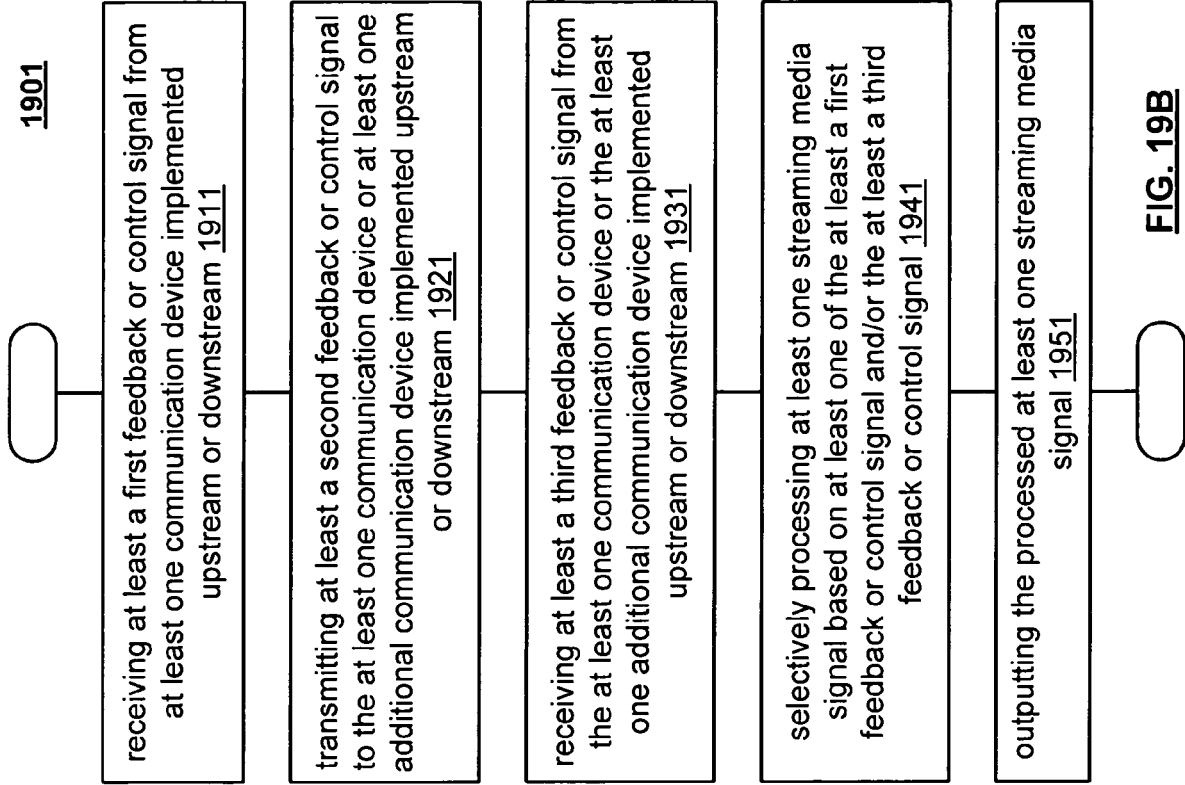 1901
receiving at least a first feedback or control signal from
at least one communication device implemented
upstream or downstream 1911
transmitting at least a second feedback or control signal
to the at least one communication device or at least one
additional communication device implemented upstream
or downstream 1921
receiving at least a third feedback or control signal from
the at least one communication device or the at least
one additional communication device implemented
upstream or downstream 1931
selectively processing at least one streaming media
signal based on at least one of the at least a first
feedback or control signal and/or the at least a third
feedback or control signal 1941
outputting the processed at least one streaming media
signal 1951
FIG. 19B